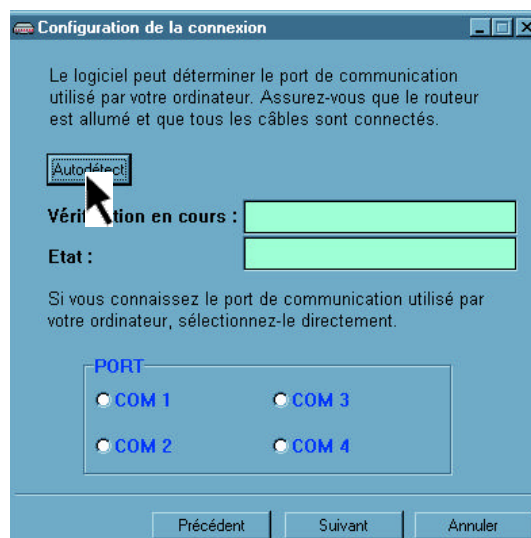 Configuration de la connexion
Le logiciel peut déterminer le port de communication
utilisé par votre ordinateur. Assurez-vous que le routeur
est allumé et que tous les câbles sont connectés.
Autodétect
Vérification en cours :
Etat :
Si vous connaissez le port de communication utilisé par
votre ordinateur, sélectionnez-le directement.
PORT
COM 1 COM 3
COM 2 COM 4
Précédent Suivant Annuler